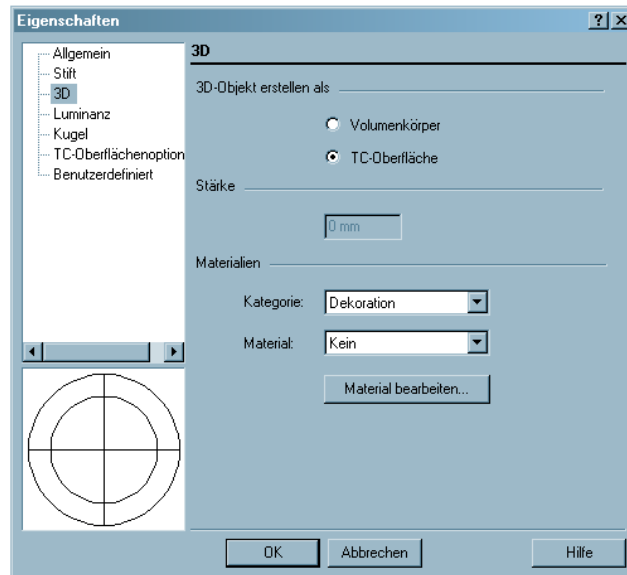 Eigenschaften
Allgemein
Stift
3D
Luminanz
Kugel
TC-Oberflächenoption
Benutzerdefiniert
3D
3D-Objekt erstellen als
Volumenkörper
TC-Oberfläche
Stärke
0 mm
Materialien
Kategorie: Dekoration
Material: Kein
Material bearbeiten...
OK Abbrechen Hilfe